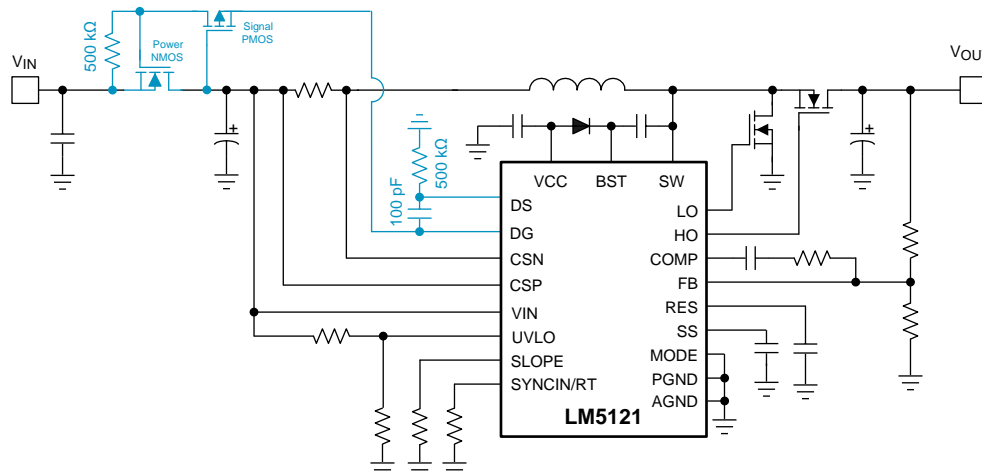 Signal
PMOS
500 kΩ
Power
NMOS
VIN
VOU
500 kΩ
100 pF
VCC
BST
SW
DS
DG
CSN
CSP
VIN
UVLO
SLOPE
SYNCIN/RT
LO
HO
COMP
FB
RES
SS
MODE
PGND
AGND
LM5121
+
+